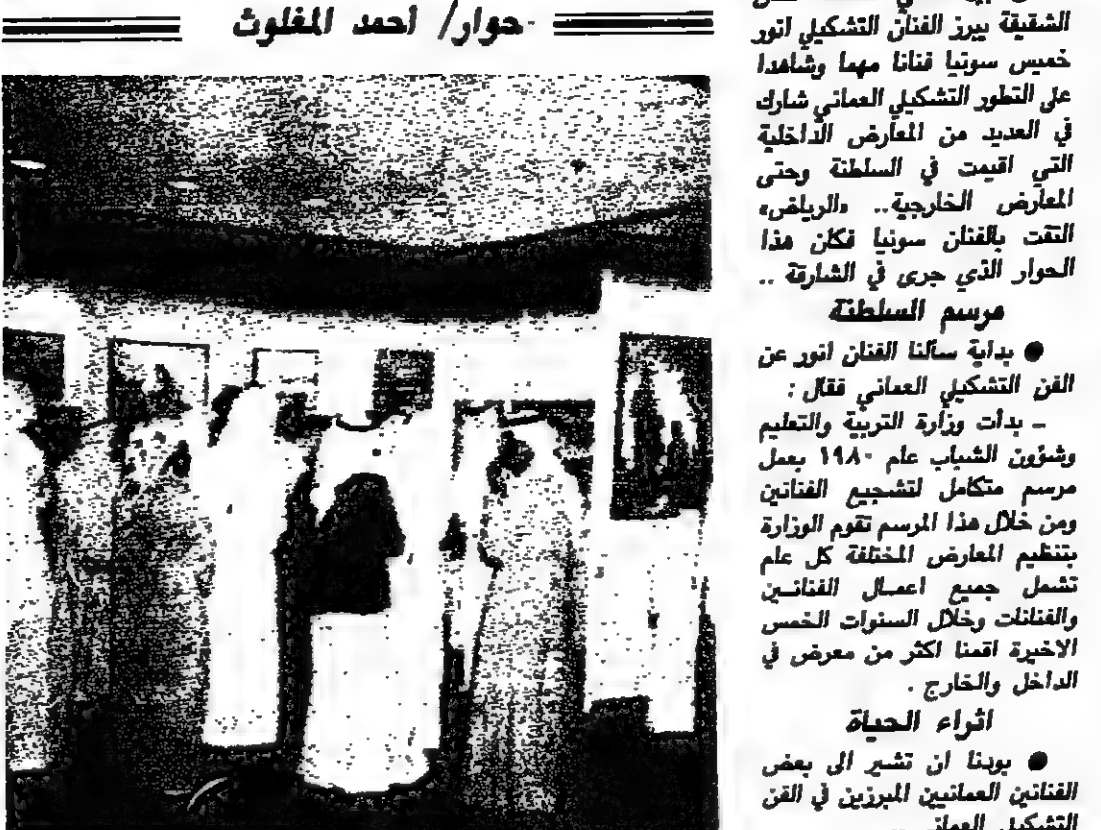 حوار/ احمد المغلوث
الشقيقة يبرز الفنان التشكيلي انور
خميس سونيا فنانا مهما وشاهدا
على التطور التشكيلي العماني شارك
في العديد من المعارض الداخلية
التي اقيمت في السلطنة وحتى
المعارض الخارجية.. «الرياض»
التقت بالفنان سونيا فكان هذا
الحوار الذي جرى في الشارقة ..
مرسم السلطنة
● بداية سألنا الفنان انور عن
الفن التشكيلي العماني فقال :
ـ بدأت وزارة التربية والتعليم
وشؤون الشباب عام ١٩٨٠ بعمل
مرسم متكامل لتشجيع الفنانين
ومن خلال هذا المرسم تقوم الوزارة
بتنظيم المعارض المختلفة كل عام
تشمل جميع اعمال الفنانين
والفنانات وخلال السنوات الخمس
الاخيرة اقمنا اكثر من معرض في
الداخل والخارج .
اثراء الحياة
● بودنا ان تشير الى بعض
الفنانين العمانيين المبرزين في الفن
التشكيلي العماني